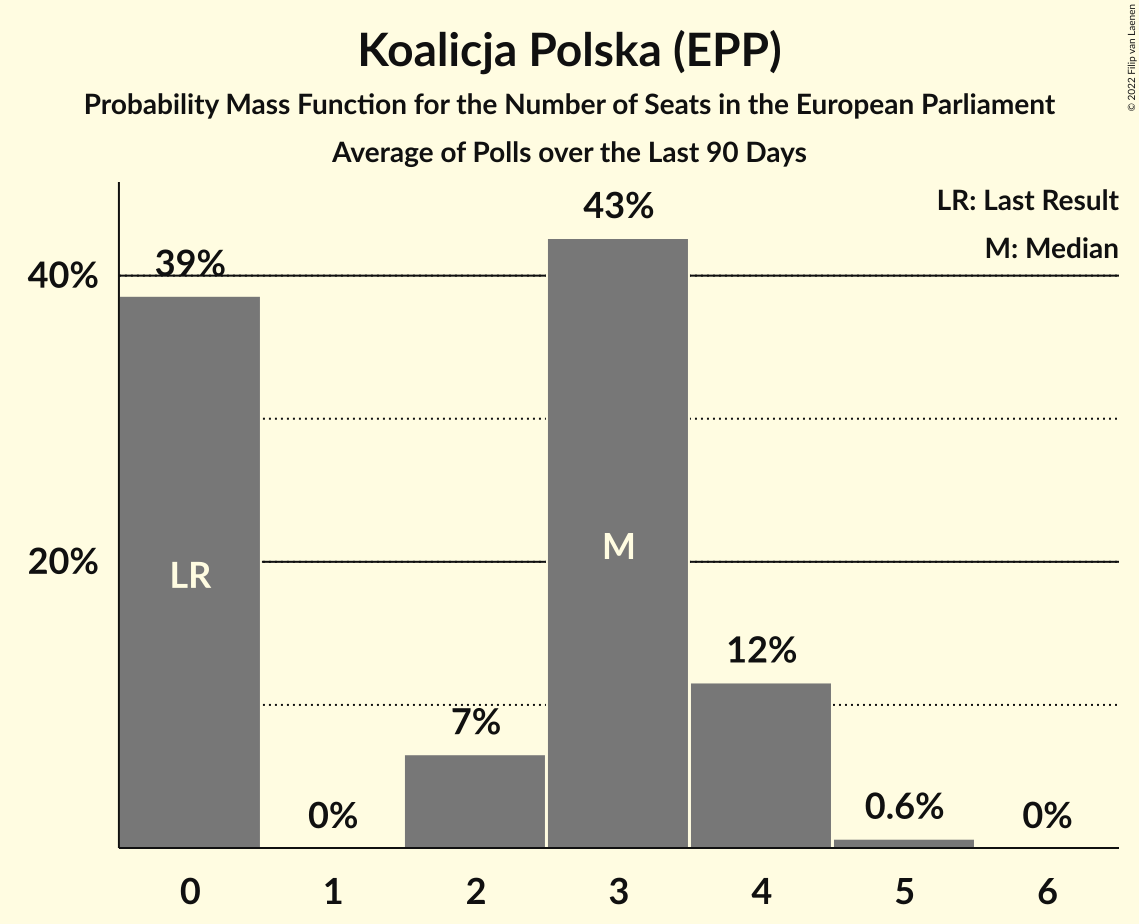 Koalicja Polska (EPP)
Probability Mass Function for the Number of Seats in the European Parliament
Average of Polls over the Last 90 Days
© 2022 Filip van Laenen
LR: Last Result
M: Median
40%
20%
39%
0%
7%
43%
12%
0.6%
0%
LR
M
0 1 2 3 4 5 6